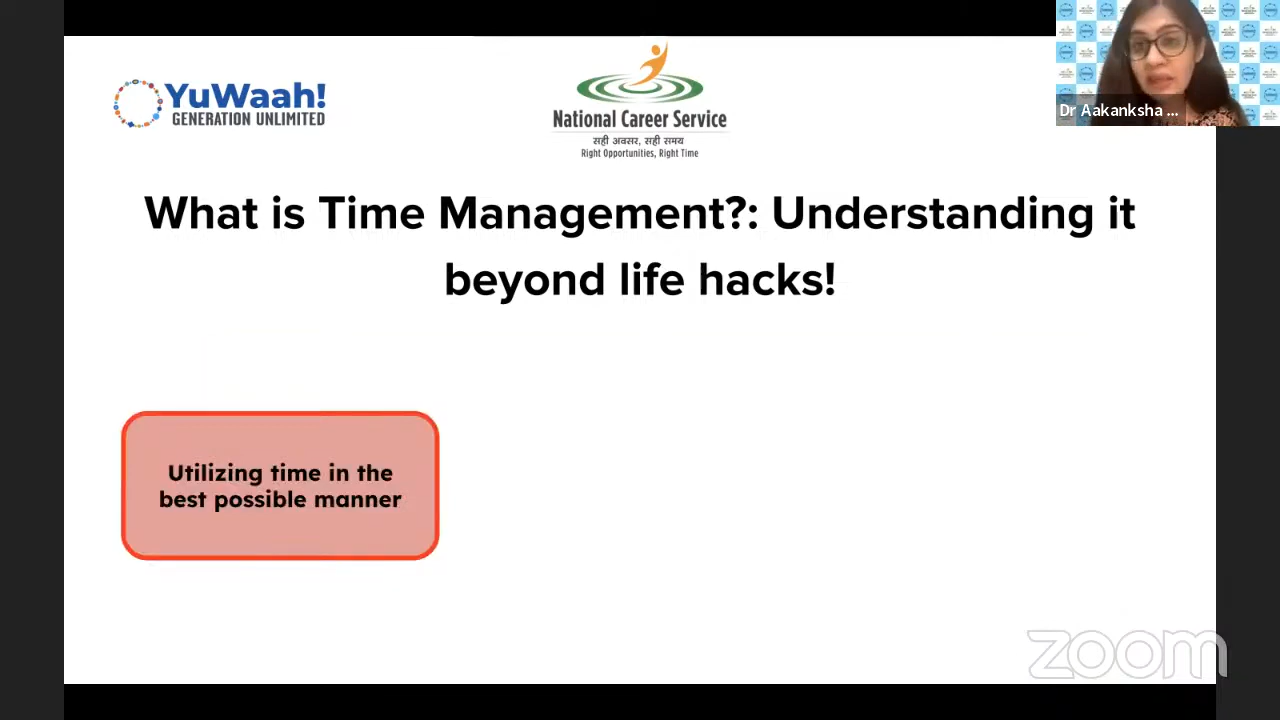 YuWaah!
GENERATION UNLIMITED
National Career Service
सही अवसर, सही समय
Right Opportunities, Right Time
Dr Aakanksha ...
What is Time Management?: Understanding it
beyond life hacks!
Utilizing time in the
best possible manner
zoom